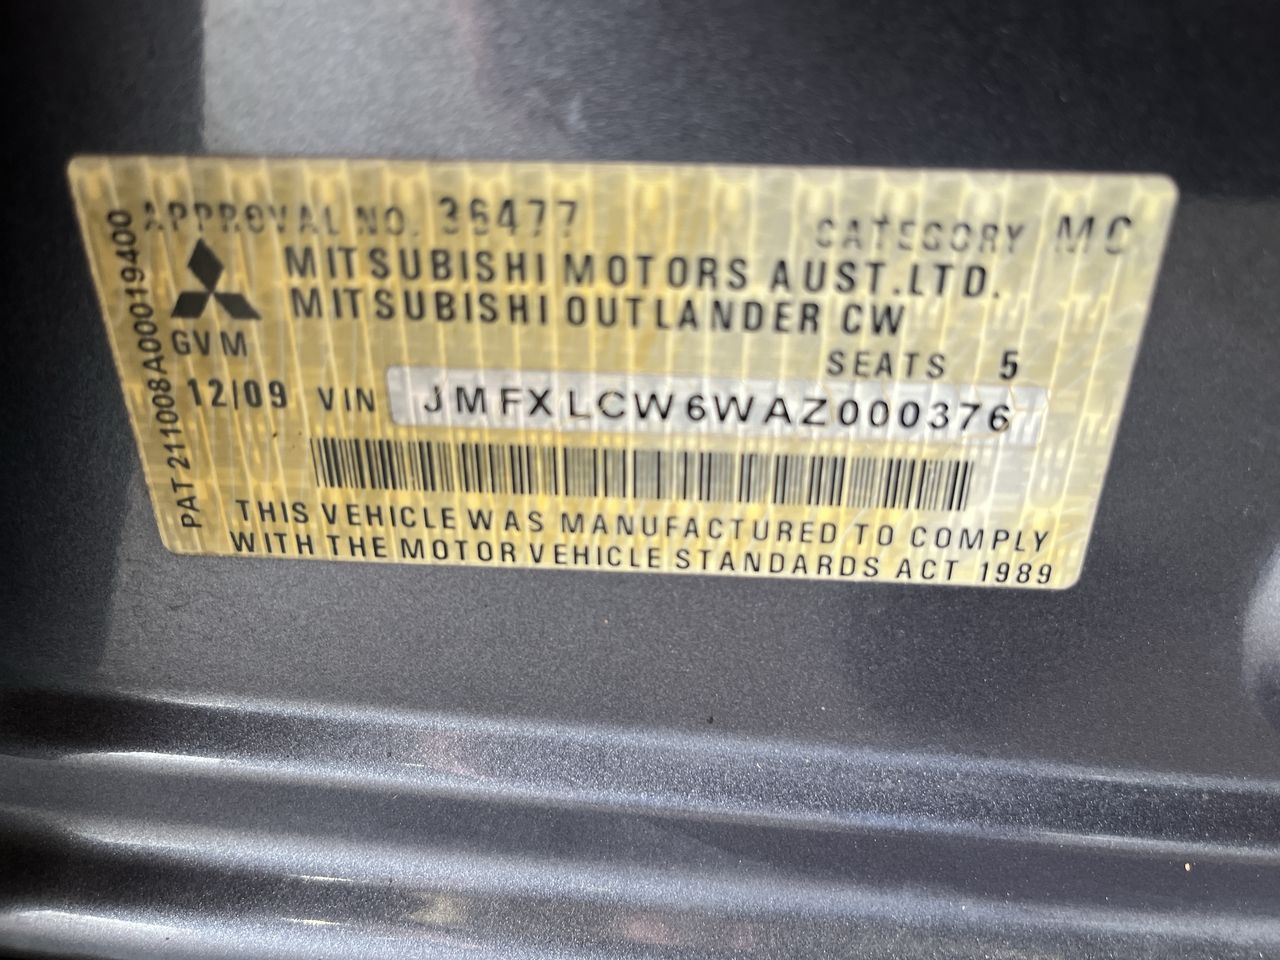 APPROVAL NO. 36477 CATEGORY MC
MITSUBISHI MOTORS AUST.LTD.
MITSUBISHI OUTLANDER CW
GVM
SEATS 5
12/09 VIN JMFXLCW6WAZ000376
THIS VEHICLE WAS MANUFACTURED TO COMPLY
WITH THE MOTOR VEHICLE STANDARDS ACT 1989
PAT 211008A00019400